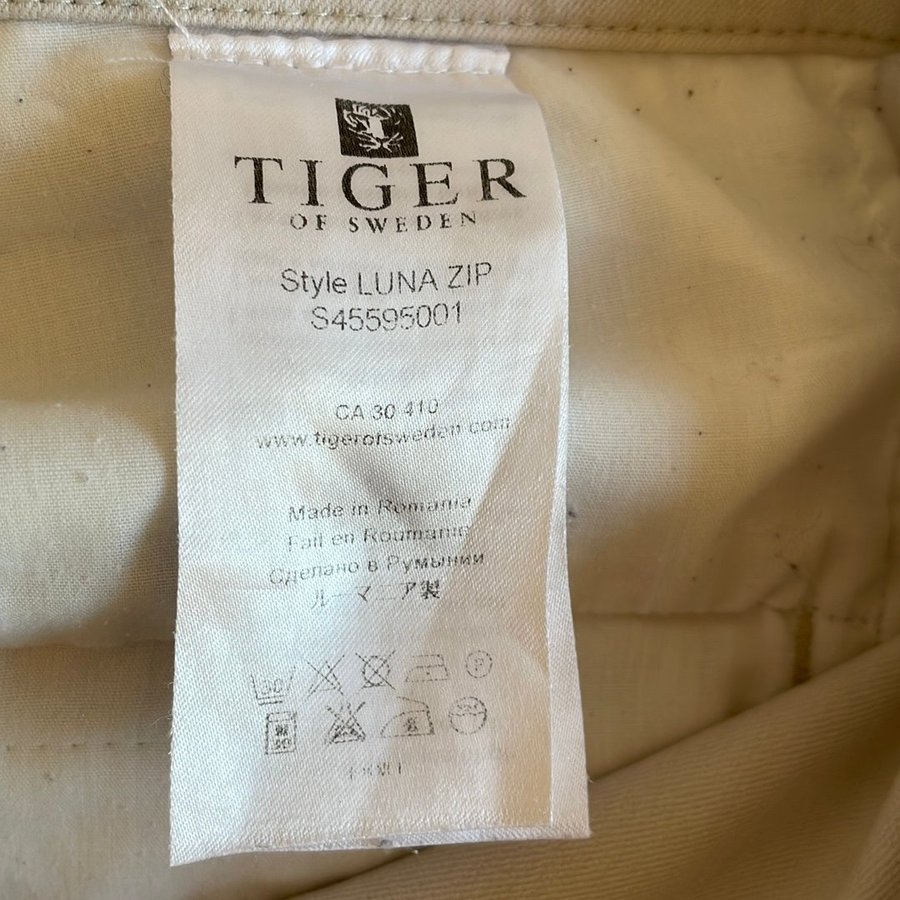 TIGER
OF SWEDEN
Style LUNA ZIP
S45595001
CA 30 410
www.tigerofsweden.com
Made in Romania
Fait en Roumanie
Сделано в Румынии
ルーマニア製
30
P